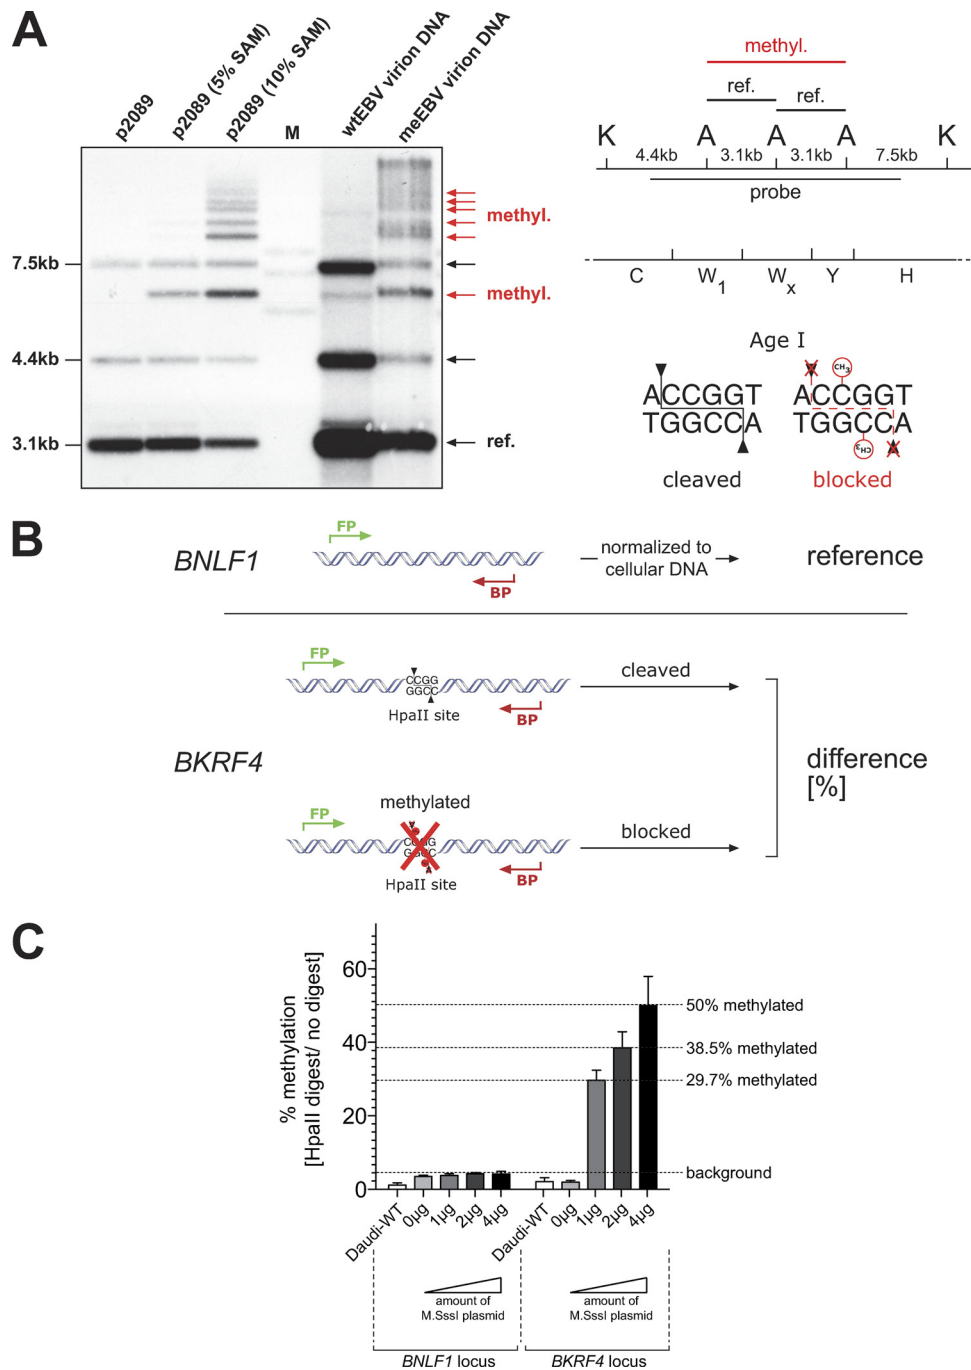 A
p2089
p2089 (5% SAM)
p2089 (10% SAM)
M
wtEBV virion DNA
meEBV virion DNA
methyl.
7.5kb
methyl.
4.4kb
3.1kb
ref.
methyl.
ref.
ref.
K A A A K
4.4kb 3.1kb 3.1kb 7.5kb
probe
C W1 Wx Y H
Age I
CH3
ACCGGT ACCGGT
TGGCCA TGGCCA
CH3
cleaved blocked
B
FP
BNLF1
normalized to
cellular DNA
reference
BP
FP
cleaved
CCGG
GGCC
HpaII site
BP
BKRF4
difference
[%]
methylated
FP
blocked
CCGG
GGCC
HpaII site
BP
C
% methylation
[HpaII digest/ no digest]
60
40
20
0
50% methylated
38.5% methylated
29.7% methylated
background
Daudi-WT 0µg 1µg 2µg 4µg Daudi-WT 0µg 1µg 2µg 4µg
amount of
M.SssI plasmid
amount of
M.SssI plasmid
BNLF1 locus BKRF4 locus